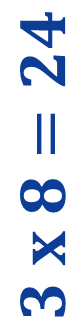 3 x 8 = 24